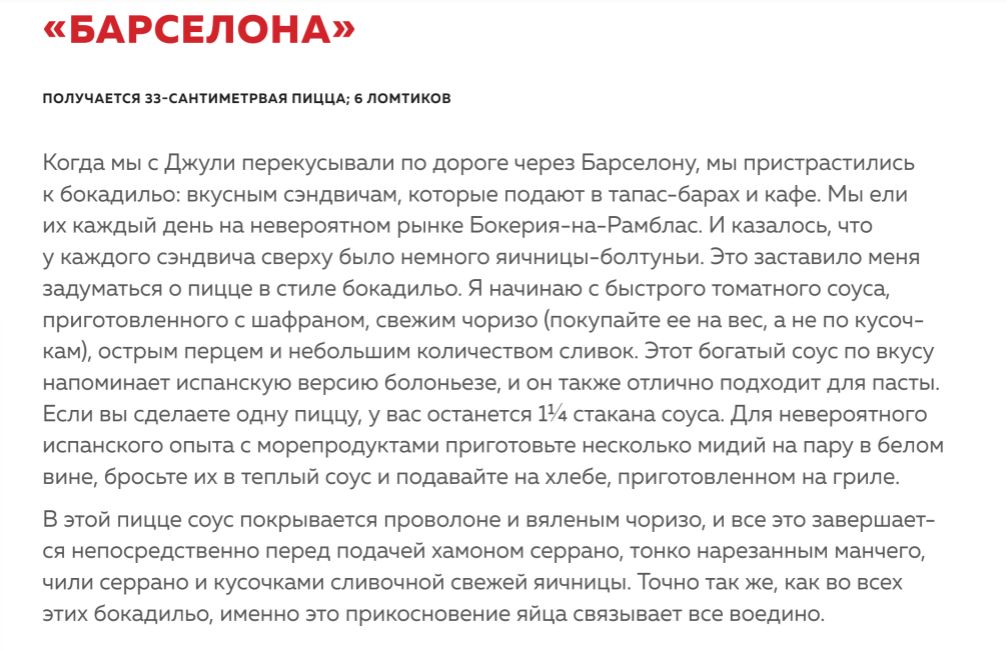 «БАРСЕЛОНА»
ПОЛУЧАЕТСЯ 33-САНТИМЕТРВАЯ ПИЦЦА; 6 ЛОМТИКОВ
Когда мы с Джули перекусывали по дороге через Барселону, мы пристрастились
к бокадильо: вкусным сэндвичам, которые подают в тапас-барах и кафе. Мы ели
их каждый день на невероятном рынке Бокерия-на-Рамблас. И казалось, что
у каждого сэндвича сверху было немного яичницы-болтуньи. Это заставило меня
задуматься о пицце в стиле бокадильо. Я начинаю с быстрого томатного соуса,
приготовленного с шафраном, свежим чоризо (покупайте ее на вес, а не по кусоч-
кам), острым перцем и небольшим количеством сливок. Этот богатый соус по вкусу
напоминает испанскую версию болоньезе, и он также отлично подходит для пасты.
Если вы сделаете одну пиццу, у вас останется 1¼ стакана соуса. Для невероятного
испанского опыта с морепродуктами приготовьте несколько мидий на пару в белом
вине, бросьте их в теплый соус и подавайте на хлебе, приготовленном на гриле.
В этой пицце соус покрывается проволоне и вяленым чоризо, и все это завершает-
ся непосредственно перед подачей хамоном серрано, тонко нарезанным манчего,
чили серрано и кусочками сливочной свежей яичницы. Точно так же, как во всех
этих бокадильо, именно это прикосновение яйца связывает все воедино.